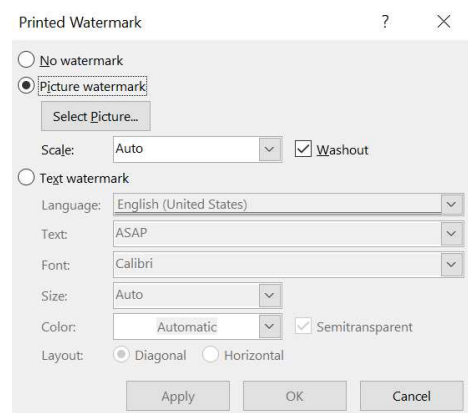 Printed Watermark ? ×
No watermark
Picture watermark
Select Picture...
Scale: Auto Washout
Text watermark
Language: English (United States)
Text: ASAP
Font: Calibri
Size: Auto
Color: Automatic Semitransparent
Layout: Diagonal Horizontal
Apply OK Cancel